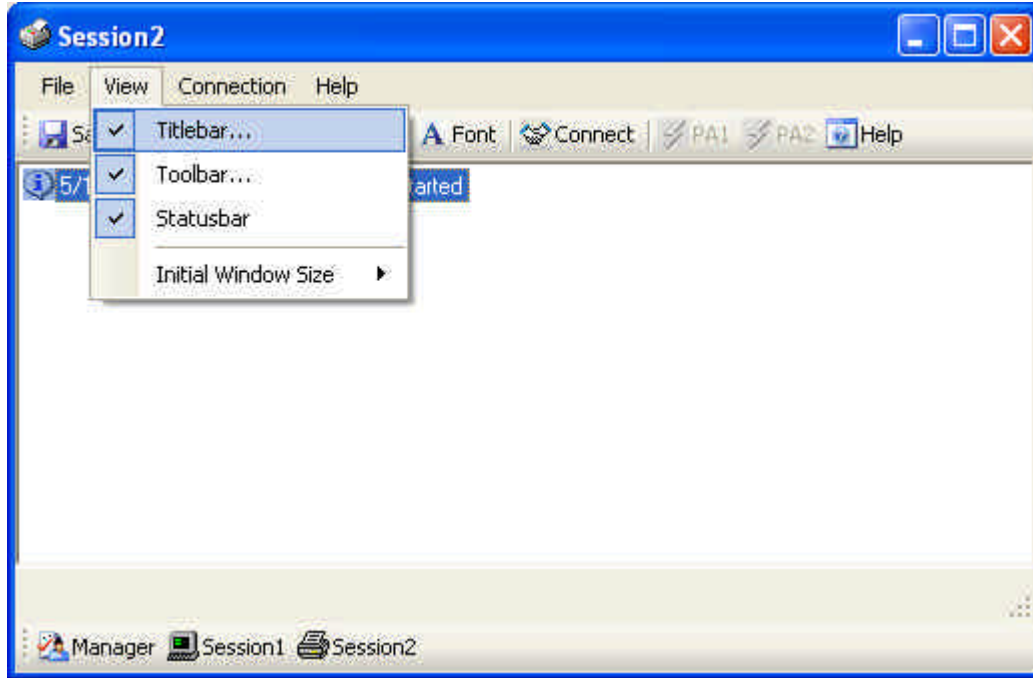 Session2
File View Connection Help
Titlebar...
Font Connect PA1 PA2 Help
Toolbar...
5/
Statusbar
Initial Window Size
Manager Session1 Session2